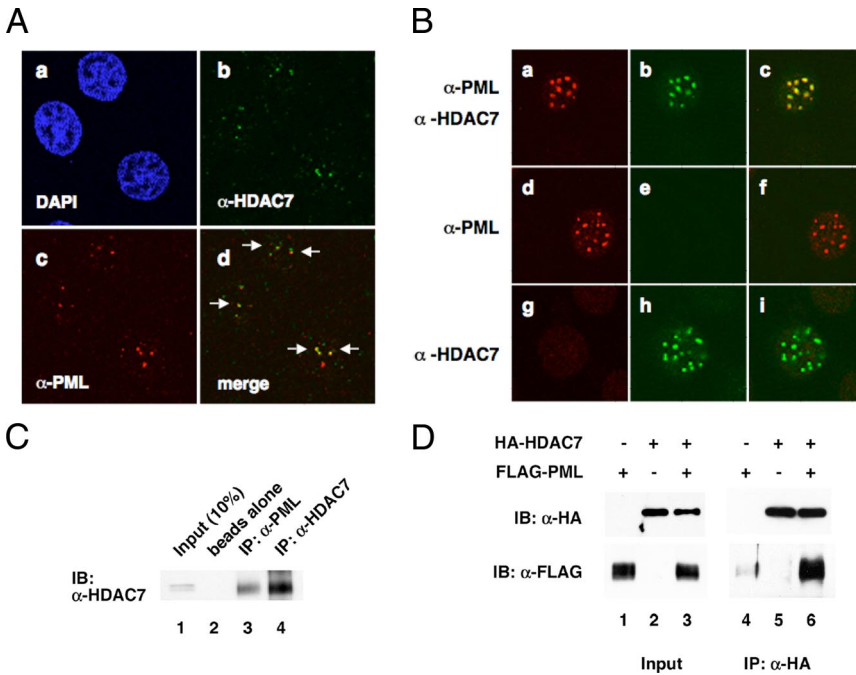 A
a
b
DAPI
α-HDAC7
c
d
α-PML
merge
B
α-PML
α -HDAC7
a
b
c
α-PML
d
e
f
α -HDAC7
g
h
i
C
Input (10%)
beads alone
IP: α-PML
IP: α-HDAC7
IB:
α-HDAC7
1 2 3 4
D
HA-HDAC7 - + + - + +
FLAG-PML + - + + - +
IB: α-HA
IB: α-FLAG
1 2 3 4 5 6
Input IP: α-HA